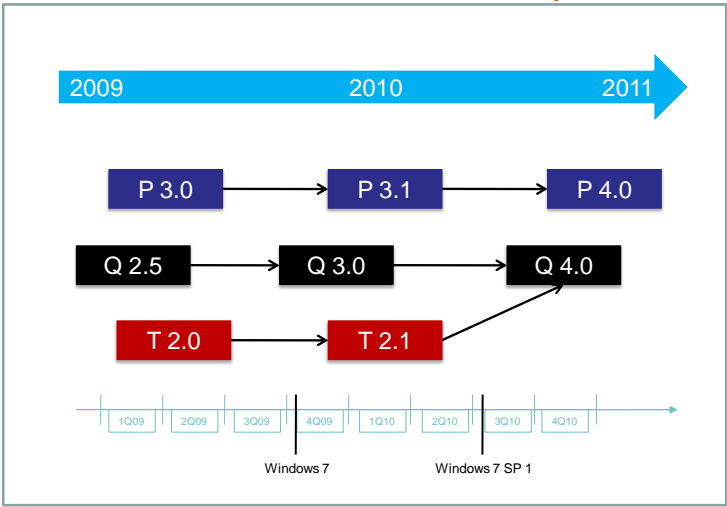 2009 2010 2011
P 3.0 P 3.1 P 4.0
Q 2.5 Q 3.0 Q 4.0
T 2.0 T 2.1
1Q09 2Q09 3Q09 4Q09 1Q10 2Q10 3Q10 4Q10
Windows 7 Windows 7 SP 1